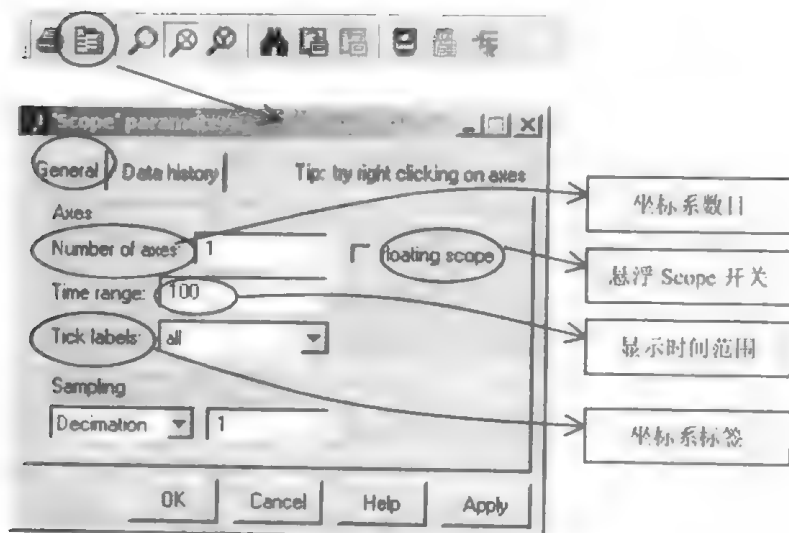 'Scope' parameters
General
Data history
Tip: try right clicking on axes
Axes
Number of axes: 1
floating scope
Time range: 100
Tick labels: all
Sampling
Decimation 1
OK
Cancel
Help
Apply
坐标系数目
悬浮 Scope 开关
显示时间范围
坐标系标签